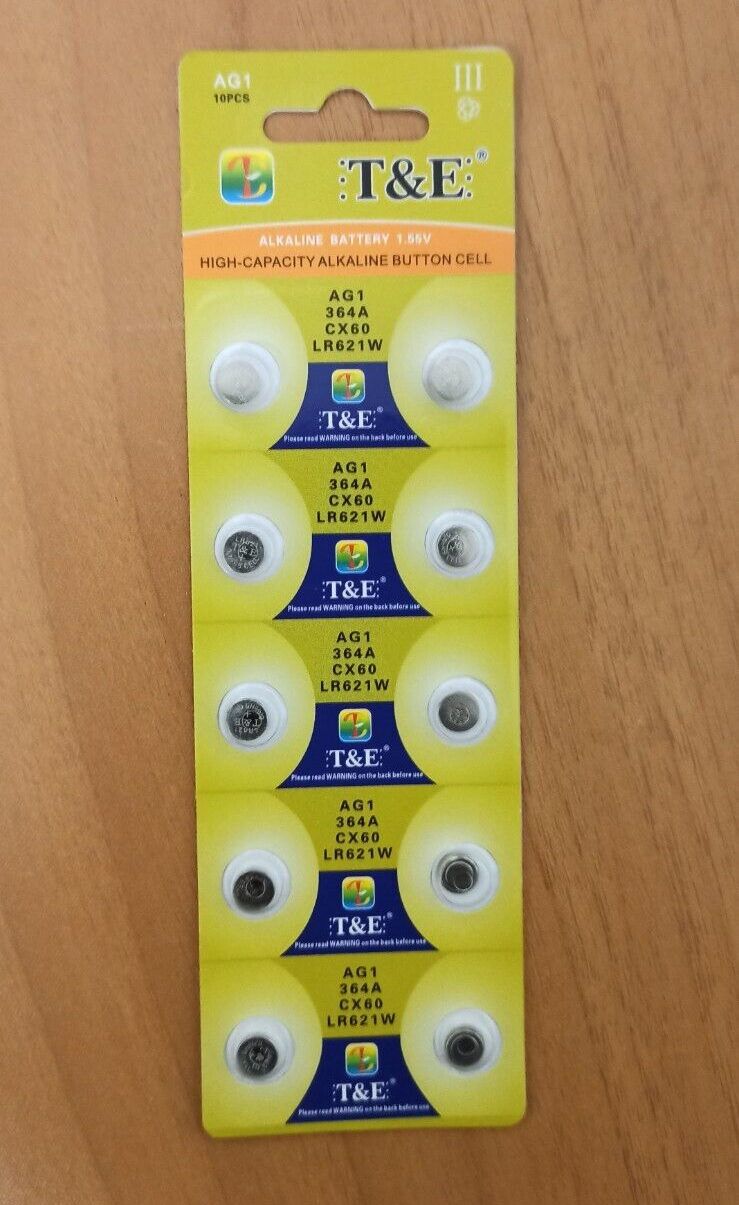 AG1
10PCS
T&E®
ALKALINE BATTERY 1.55V
HIGH-CAPACITY ALKALINE BUTTON CELL
AG1
364A
CX60
LR621W
T&E®
Please read WARNING on the back before use
AG1
364A
CX60
LR621W
T&E®
Please read WARNING on the back before use
AG1
364A
CX60
LR621W
T&E®
Please read WARNING on the back before use
AG1
364A
CX60
LR621W
T&E®
Please read WARNING on the back before use
AG1
364A
CX60
LR621W
T&E®
Please read WARNING on the back before use